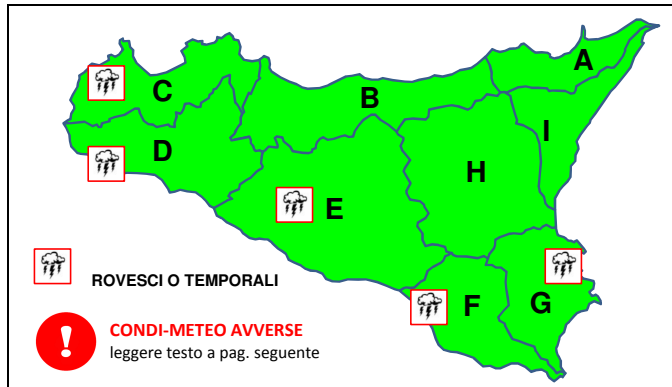 A
C
B
I
D
H
E
ROVESCI O TEMPORALI
F
G
!
CONDI-METEO AVVERSE
leggere testo a pag. seguente